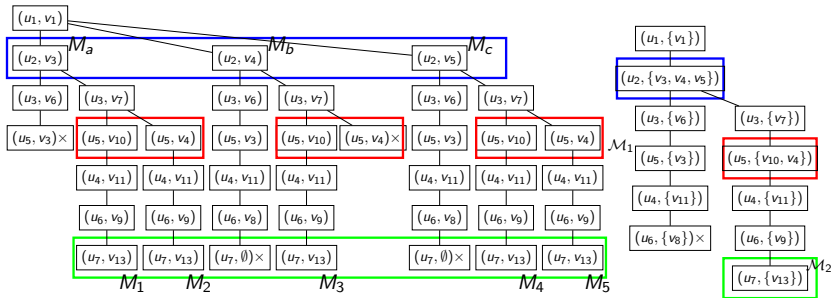 (u₁, v₁)
(u₂, v₃) Mₐ (u₂, v₄) M_b (u₂, v₅) M_c
(u₃, v₆) (u₃, v₇) (u₃, v₆) (u₃, v₇) (u₃, v₆) (u₃, v₇)
(u₅, v₃)× (u₅, v₁₀) (u₅, v₄) (u₅, v₃) (u₅, v₁₀) (u₅, v₄)× (u₅, v₃) (u₅, v₁₀) (u₅, v₄)
(u₄, v₁₁) (u₄, v₁₁) (u₄, v₁₁) (u₄, v₁₁) (u₄, v₁₁) (u₄, v₁₁) (u₄, v₁₁)
(u₆, v₉) (u₆, v₉) (u₆, v₈) (u₆, v₉) (u₆, v₈) (u₆, v₉) (u₆, v₉)
(u₇, v₁₃) (u₇, v₁₃) (u₇, ∅)× (u₇, v₁₃) (u₇, ∅)× (u₇, v₁₃) (u₇, v₁₃)
M₁ M₂ M₃ M₄ M₅
(u₁, {v₁})
(u₂, {v₃, v₄, v₅})
(u₃, {v₆}) (u₃, {v₇})
ℳ₁ (u₅, {v₃}) (u₅, {v₁₀, v₄})
(u₄, {v₁₁}) (u₄, {v₁₁})
(u₆, {v₈})× (u₆, {v₉})
(u₇, {v₁₃}) ℳ₂